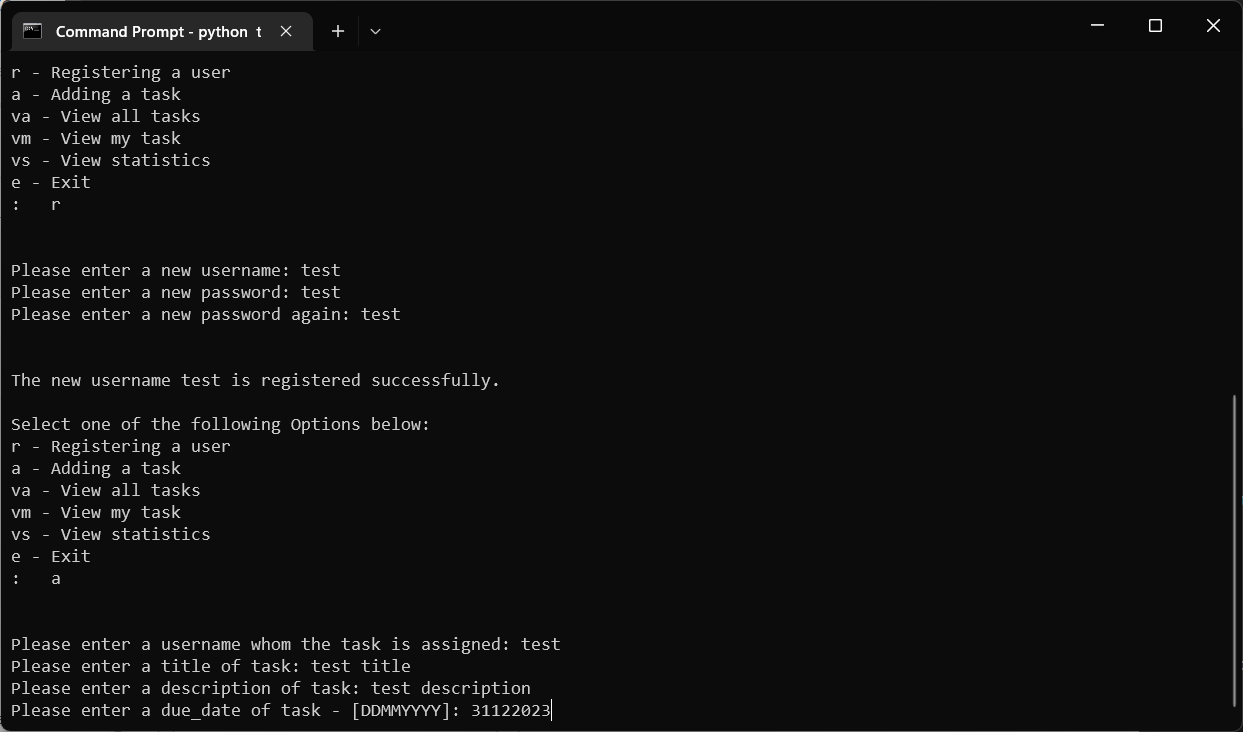 Command Prompt - python t
r - Registering a user
a - Adding a task
va - View all tasks
vm - View my task
vs - View statistics
e - Exit
:   r
Please enter a new username: test
Please enter a new password: test
Please enter a new password again: test
The new username test is registered successfully.
Select one of the following Options below:
r - Registering a user
a - Adding a task
va - View all tasks
vm - View my task
vs - View statistics
e - Exit
:   a
Please enter a username whom the task is assigned: test
Please enter a title of task: test title
Please enter a description of task: test description
Please enter a due_date of task - [DDMMYYYY]: 31122023